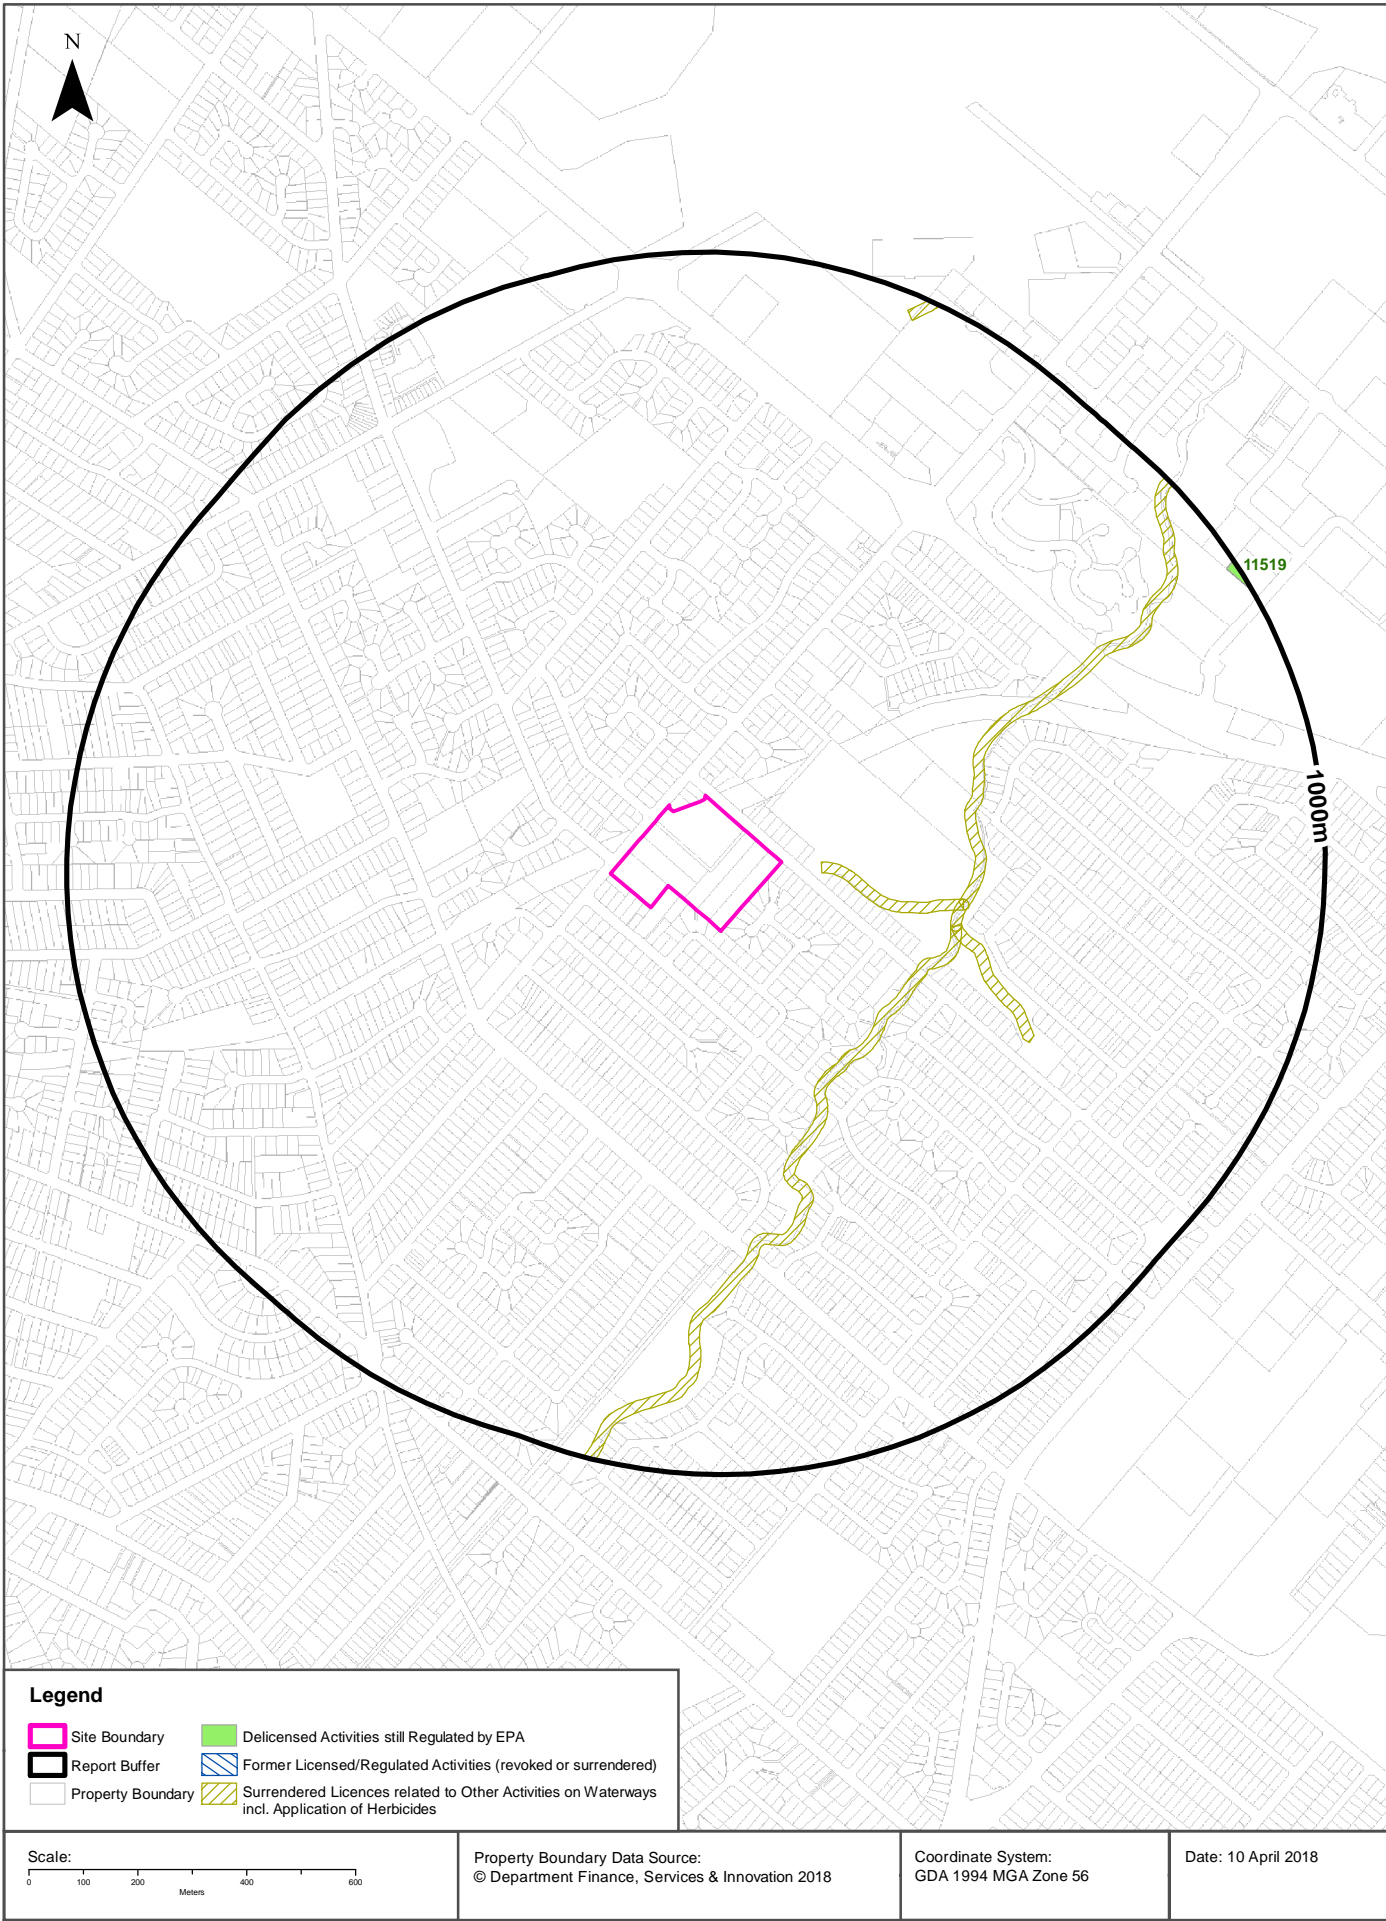 N
11519
1000m
Legend
Site Boundary
Report Buffer
Property Boundary
Delicensed Activities still Regulated by EPA
Former Licensed/Regulated Activities (revoked or surrendered)
Surrendered Licences related to Other Activities on Waterways
incl. Application of Herbicides
Scale:
0 100 200 400 600
Meters
Property Boundary Data Source:
© Department Finance, Services & Innovation 2018
Coordinate System:
GDA 1994 MGA Zone 56
Date: 10 April 2018